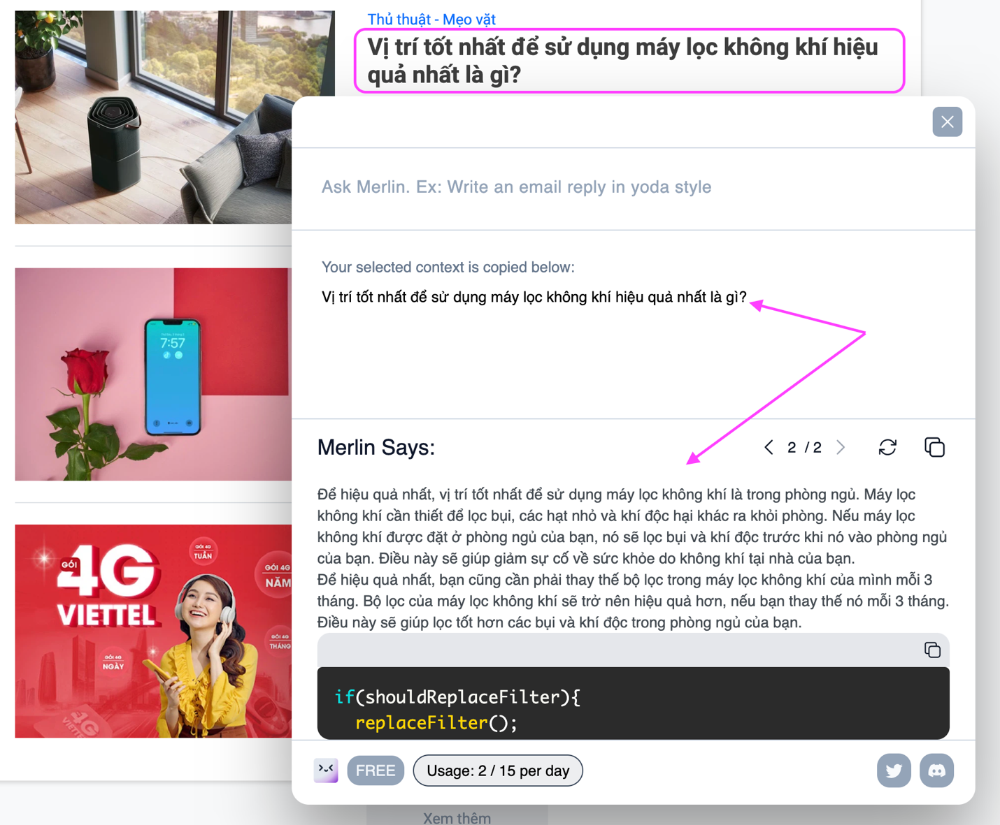 Thủ thuật - Mẹo vặt
Vị trí tốt nhất để sử dụng máy lọc không khí hiệu
quả nhất là gì?
Ask Merlin. Ex: Write an email reply in yoda style
Your selected context is copied below:
Vị trí tốt nhất để sử dụng máy lọc không khí hiệu quả nhất là gì?
7:57
Merlin Says:
2 / 2
Để hiệu quả nhất, vị trí tốt nhất để sử dụng máy lọc không khí là trong phòng ngủ. Máy lọc
không khí cần thiết để lọc bụi, các hạt nhỏ và khí độc hại khác ra khỏi phòng. Nếu máy lọc
không khí được đặt ở phòng ngủ của bạn, nó sẽ lọc bụi và khí độc trước khi nó vào phòng ngủ
của bạn. Điều này sẽ giúp giảm sự cố về sức khỏe do không khí tại nhà của bạn.
Để hiệu quả nhất, bạn cũng cần phải thay thế bộ lọc trong máy lọc không khí của mình mỗi 3
tháng. Bộ lọc của máy lọc không khí sẽ trở nên hiệu quả hơn, nếu bạn thay thế nó mỗi 3 tháng.
Điều này sẽ giúp lọc tốt hơn các bụi và khí độc trong phòng ngủ của bạn.
if(shouldReplaceFilter){
replaceFilter();
GÓI
4G
VIETTEL
GÓI 4G
TUẦN
GÓI 4G
NĂM
GÓI 4G
THÁNG
GÓI 4G
NGÀY
4G
FREE
Usage: 2 / 15 per day
Xem thêm